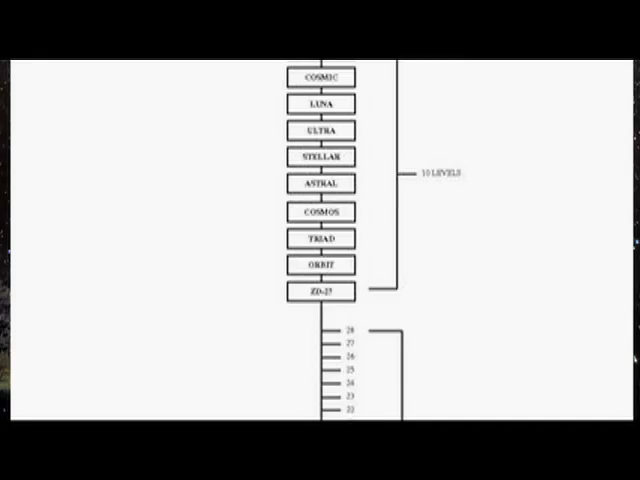 COSMIC
LUNA
ULTRA
STELLAR
ASTRAL
10 LEVELS
COSMOS
TRIAD
ORBIT
ZD-27
28
27
26
25
24
23
22